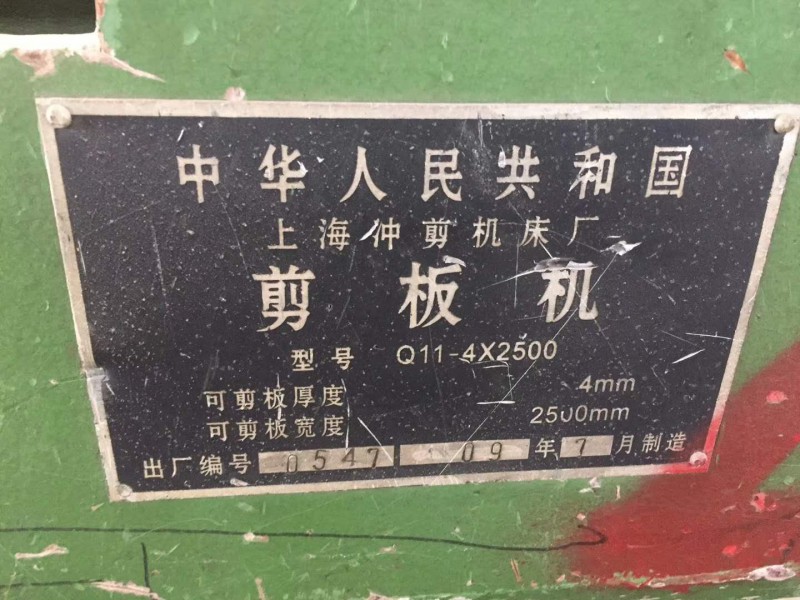 中华人民共和国
上海仲剪机床厂
剪板机
型号 Q11-4X2500
可剪板厚度 4mm
可剪板宽度 2500mm
出厂编号 0547 09 年 7 月制造